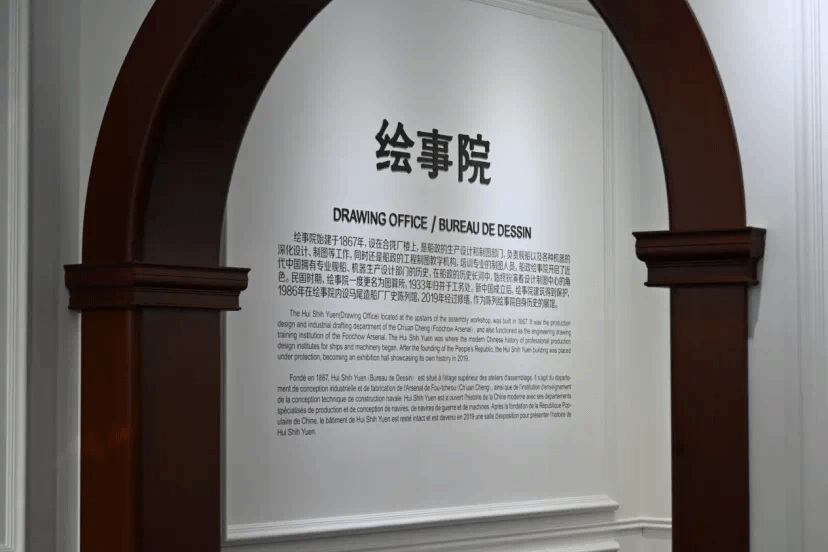 绘事院
DRAWING OFFICE / BUREAU DE DESSIN
绘事院始建于1867年，设在合拢厂楼上，是船政的生产设计和制图部门，负责舰船以及各种机器的
深化设计、制图等工作，同时还是船政的工程制图教学机构，培训专业的制图人员。船政绘事院开启了近
代中国拥有专业舰船、机器生产设计部门的历史，在船政的历史长河中，始终扮演着设计制图中心的角
色。民国时期，绘事院一度更名为图算所，1933年归并于工务处。新中国成立后，绘事院建筑得到保护，
1986年在绘事院内设马尾造船厂厂史陈列馆，2019年经过修缮，作为陈列绘事院自身历史的展馆。
The Hui Shih Yuen(Drawing Office) located at the upstairs of the assembly workshop, was built in 1867. It was the production
design and industrial drafting department of the Ch'uan Cheng (Foochow Arsenal), and also functioned as the engineering drawing
training institution of the Foochow Arsenal. The Hui Shih Yuen was where the modern Chinese history of professional production
design institutes for ships and machinery began. After the founding of the People's Republic, the Hui Shih Yuen building was placed
under protection, becoming an exhibition hall showcasing its own history in 2019.
Fondé en 1867, Hui Shih Yuen (Bureau de Dessin) est situé à l'étage supérieur des ateliers d'assemblage. Il s'agit du départe-
ment de conception industrielle et de fabrication de l'Arsenal de Fou-tcheou (Ch'uan Cheng), ainsi que de l'institution d'enseignement
de la conception technique de construction navale. Hui Shih Yuen a ouvert l'histoire de la Chine moderne avec ses départements
spécialisés de production et de conception de navires, de navires de guerre et de machines. Après la fondation de la République Pop-
ulaire de Chine, le bâtiment de Hui Shih Yuen est resté intact et est devenu en 2019 une salle d'exposition pour présenter l'histoire de
Hui Shih Yuen.